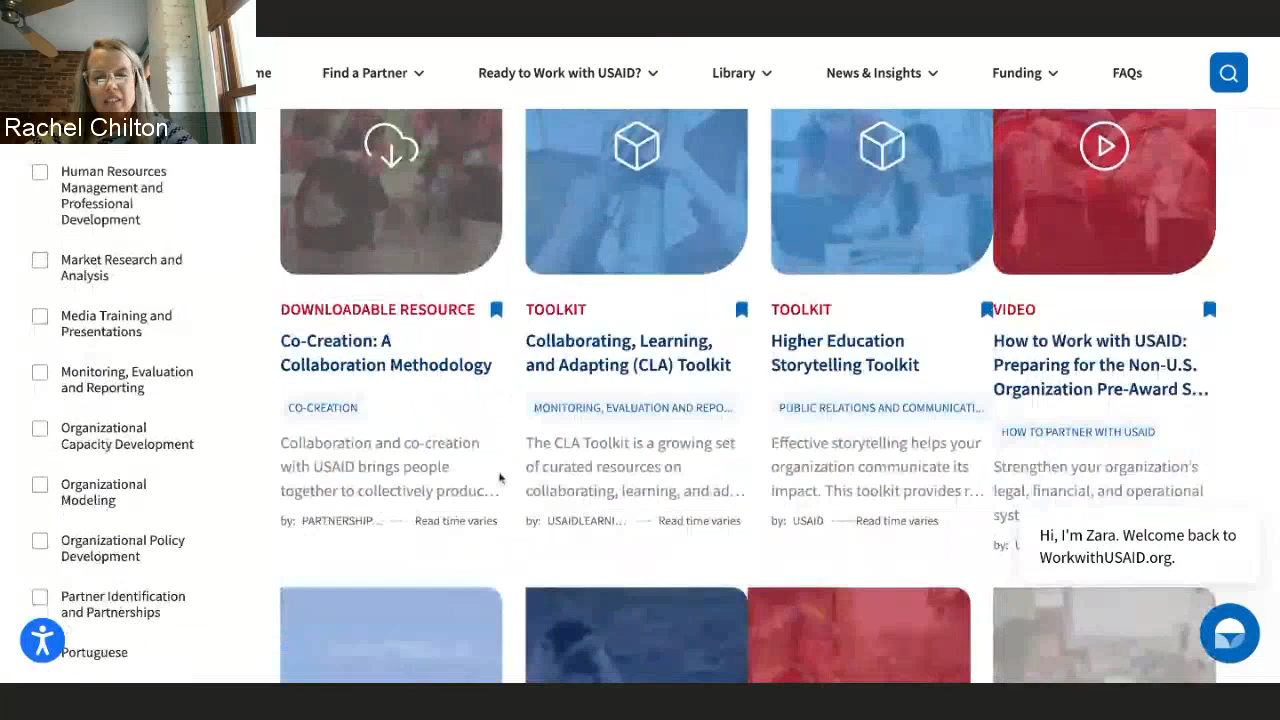 Rachel Chilton
me
Find a Partner
Ready to Work with USAID?
Library
News & Insights
Funding
FAQs
Human Resources
Management and
Professional
Development
Market Research and
Analysis
Media Training and
Presentations
Monitoring, Evaluation
and Reporting
Organizational
Capacity Development
Organizational
Modeling
Organizational Policy
Development
Partner Identification
and Partnerships
Portuguese
DOWNLOADABLE RESOURCE
Co-Creation: A
Collaboration Methodology
CO-CREATION
Collaboration and co-creation
with USAID brings people
together to collectively produc...
by: PARTNERSHIP... Read time varies
TOOLKIT
Collaborating, Learning,
and Adapting (CLA) Toolkit
MONITORING, EVALUATION AND REPO...
The CLA Toolkit is a growing set
of curated resources on
collaborating, learning, and ad...
by: USAIDLEARNI... Read time varies
TOOLKIT
Higher Education
Storytelling Toolkit
PUBLIC RELATIONS AND COMMUNICATI...
Effective storytelling helps your
organization communicate its
impact. This toolkit provides r...
by: USAID Read time varies
VIDEO
How to Work with USAID:
Preparing for the Non-U.S.
Organization Pre-Award S...
HOW TO PARTNER WITH USAID
Strengthen your organization's
legal, financial, and operational
syst
by: U
Hi, I'm Zara. Welcome back to
WorkwithUSAID.org.